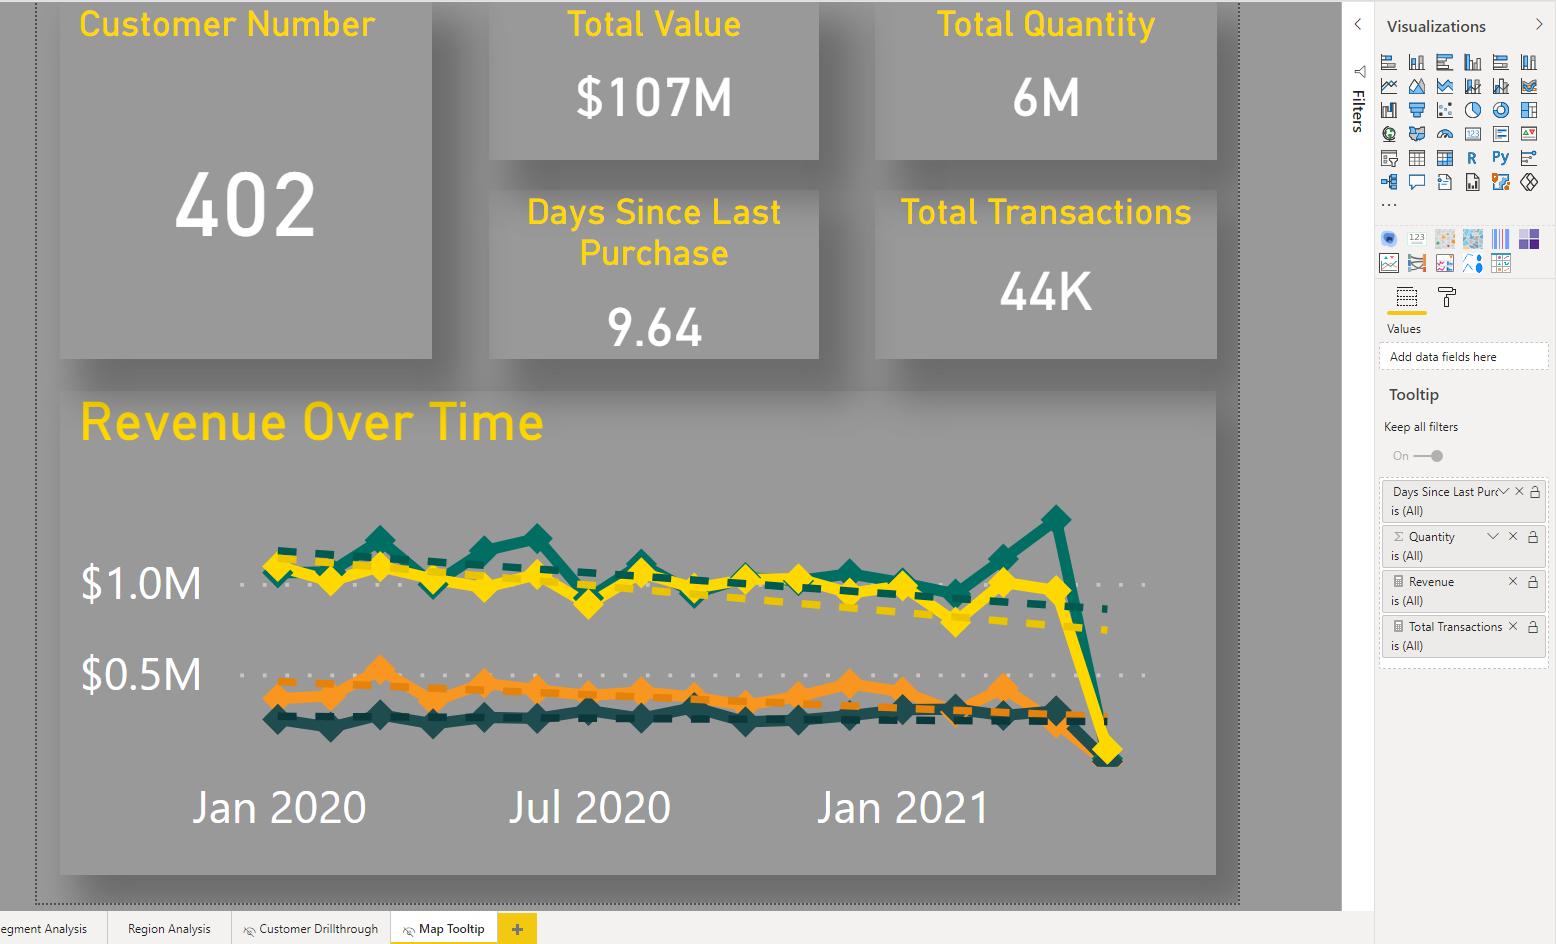 Customer Number
402
Total Value
$107M
Total Quantity
6M
Days Since Last
Purchase
9.64
Total Transactions
44K
Revenue Over Time
$1.0M
$0.5M
Jan 2020
Jul 2020
Jan 2021
Filters
Visualizations
123
R
Py
...
123
Values
Add data fields here
Tooltip
Keep all filters
On
Days Since Last Purc
is (All)
Σ Quantity
is (All)
Revenue
is (All)
Total Transactions
is (All)
egment Analysis
Region Analysis
Customer Drillthrough
Map Tooltip
+